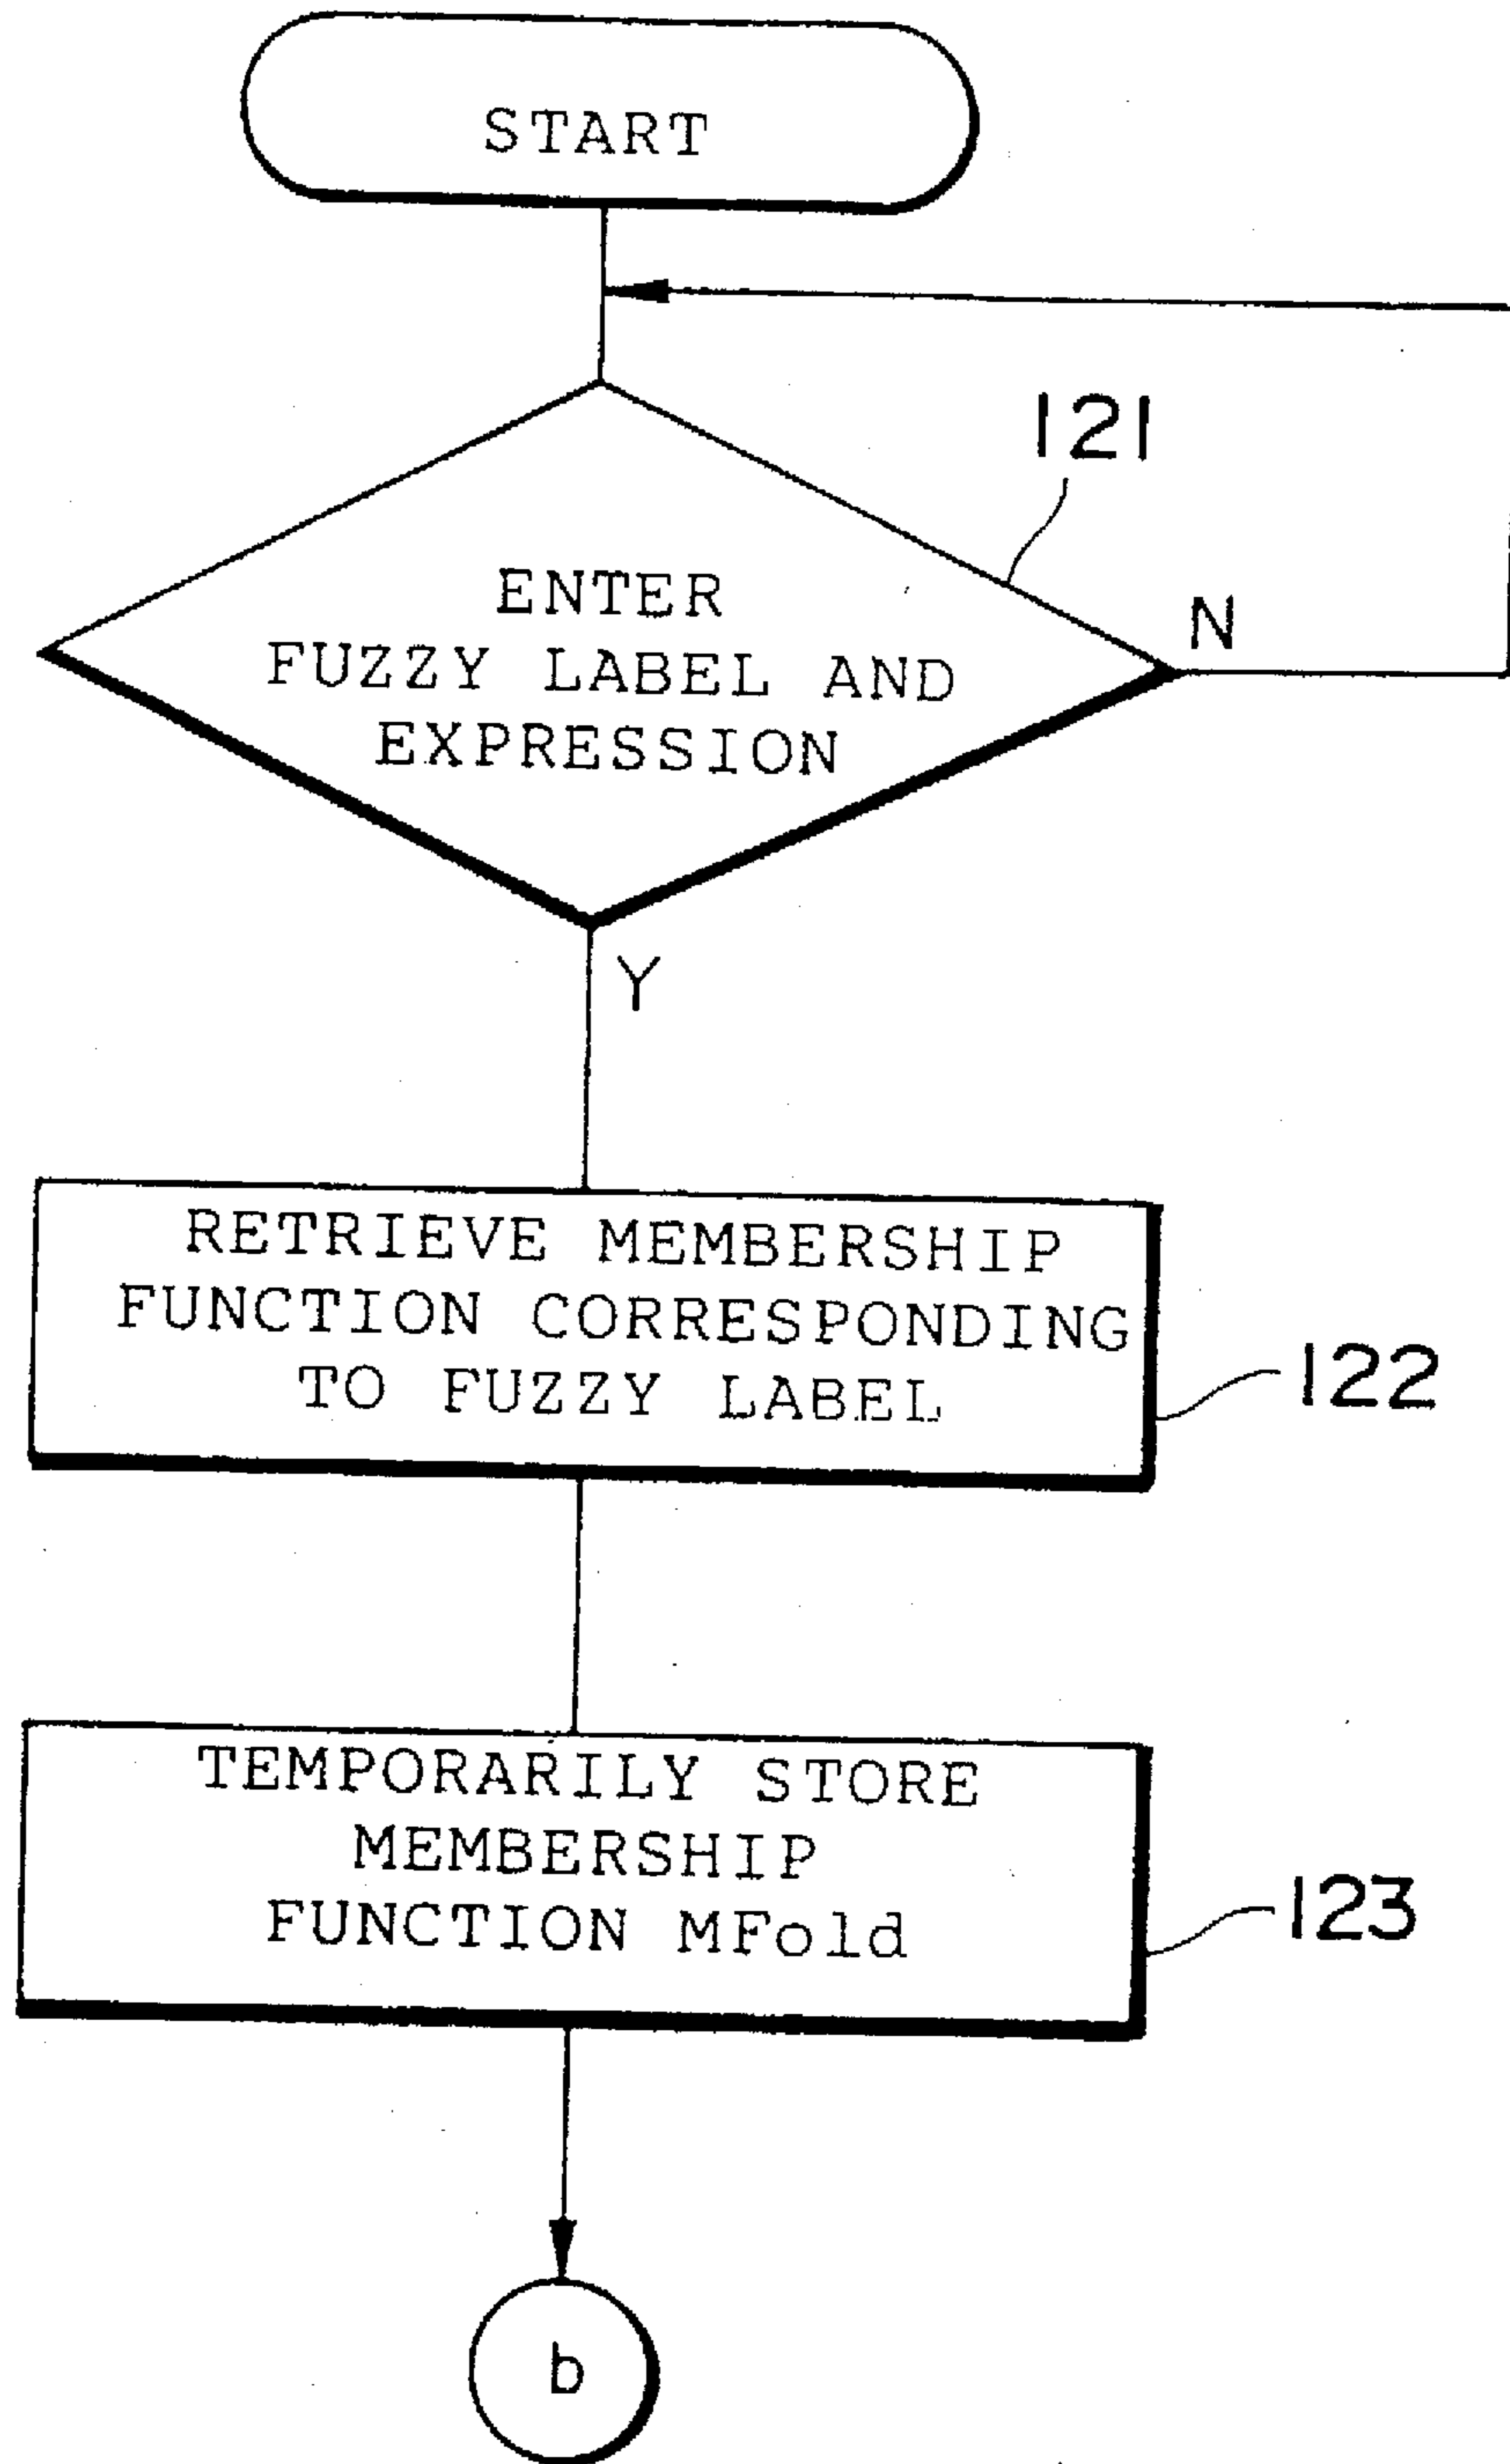 START
121
ENTER
FUZZY LABEL AND
EXPRESSION
N
Y
RETRIEVE MEMBERSHIP
FUNCTION CORRESPONDING
TO FUZZY LABEL
122
TEMPORARILY STORE
MEMBERSHIP
FUNCTION MFold
123
b